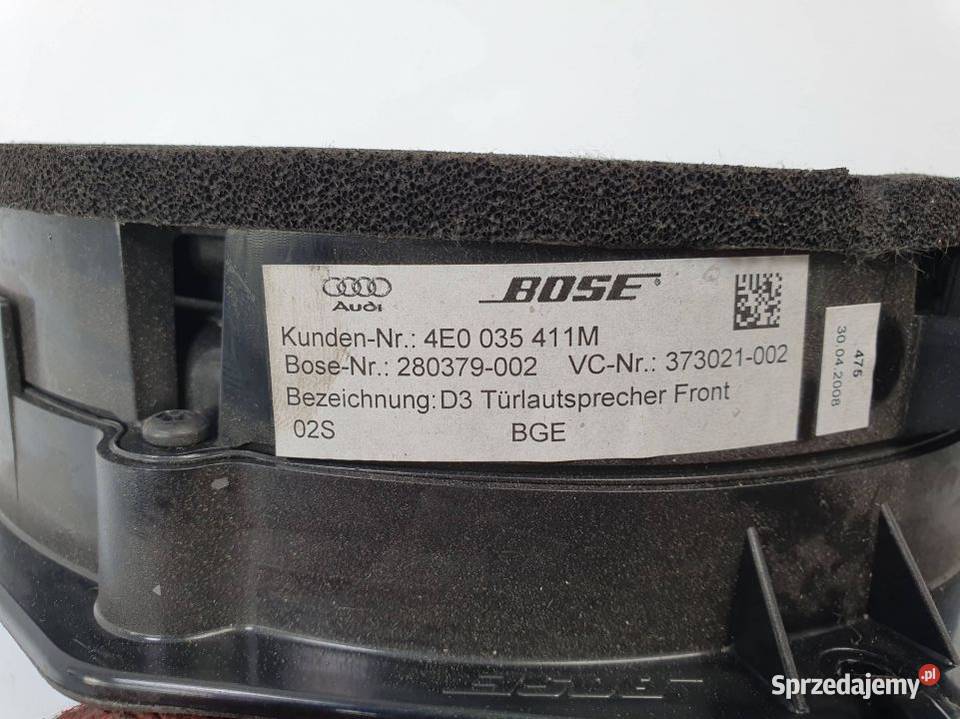 Audi BOSE®
Kunden-Nr.: 4E0 035 411M
Bose-Nr.: 280379-002 VC-Nr.: 373021-002
Bezeichnung: D3 Türlautsprecher Front
02S BGE
475
30.04.2008
BOSE
Sprzedajemy.pl